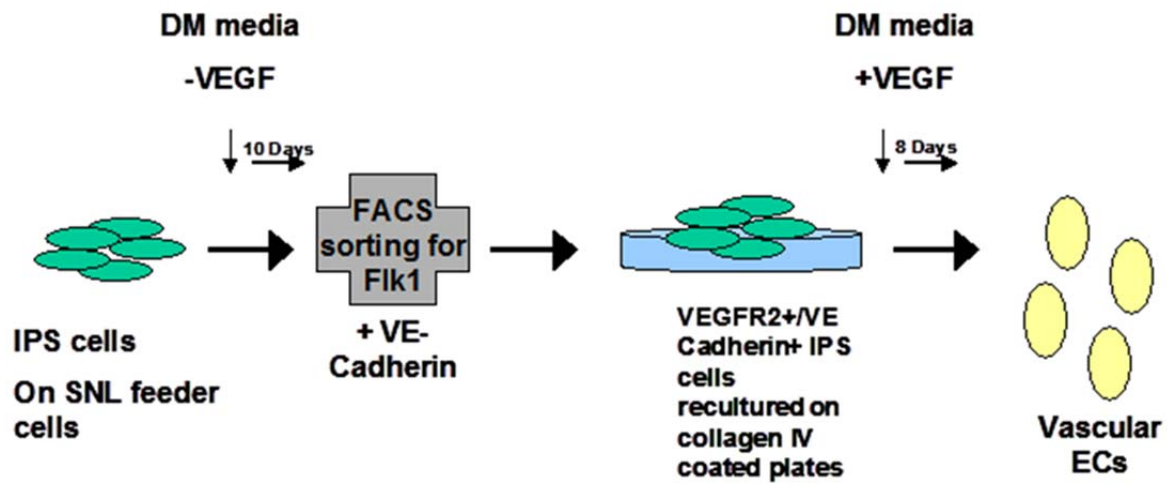 DM media
-VEGF
10 Days
IPS cells
On SNL feeder
cells
FACS
sorting for
Flk1
+ VE-
Cadherin
DM media
+VEGF
8 Days
VEGFR2+/VE
Cadherin+ IPS
cells
recultured on
collagen IV
coated plates
Vascular
ECs